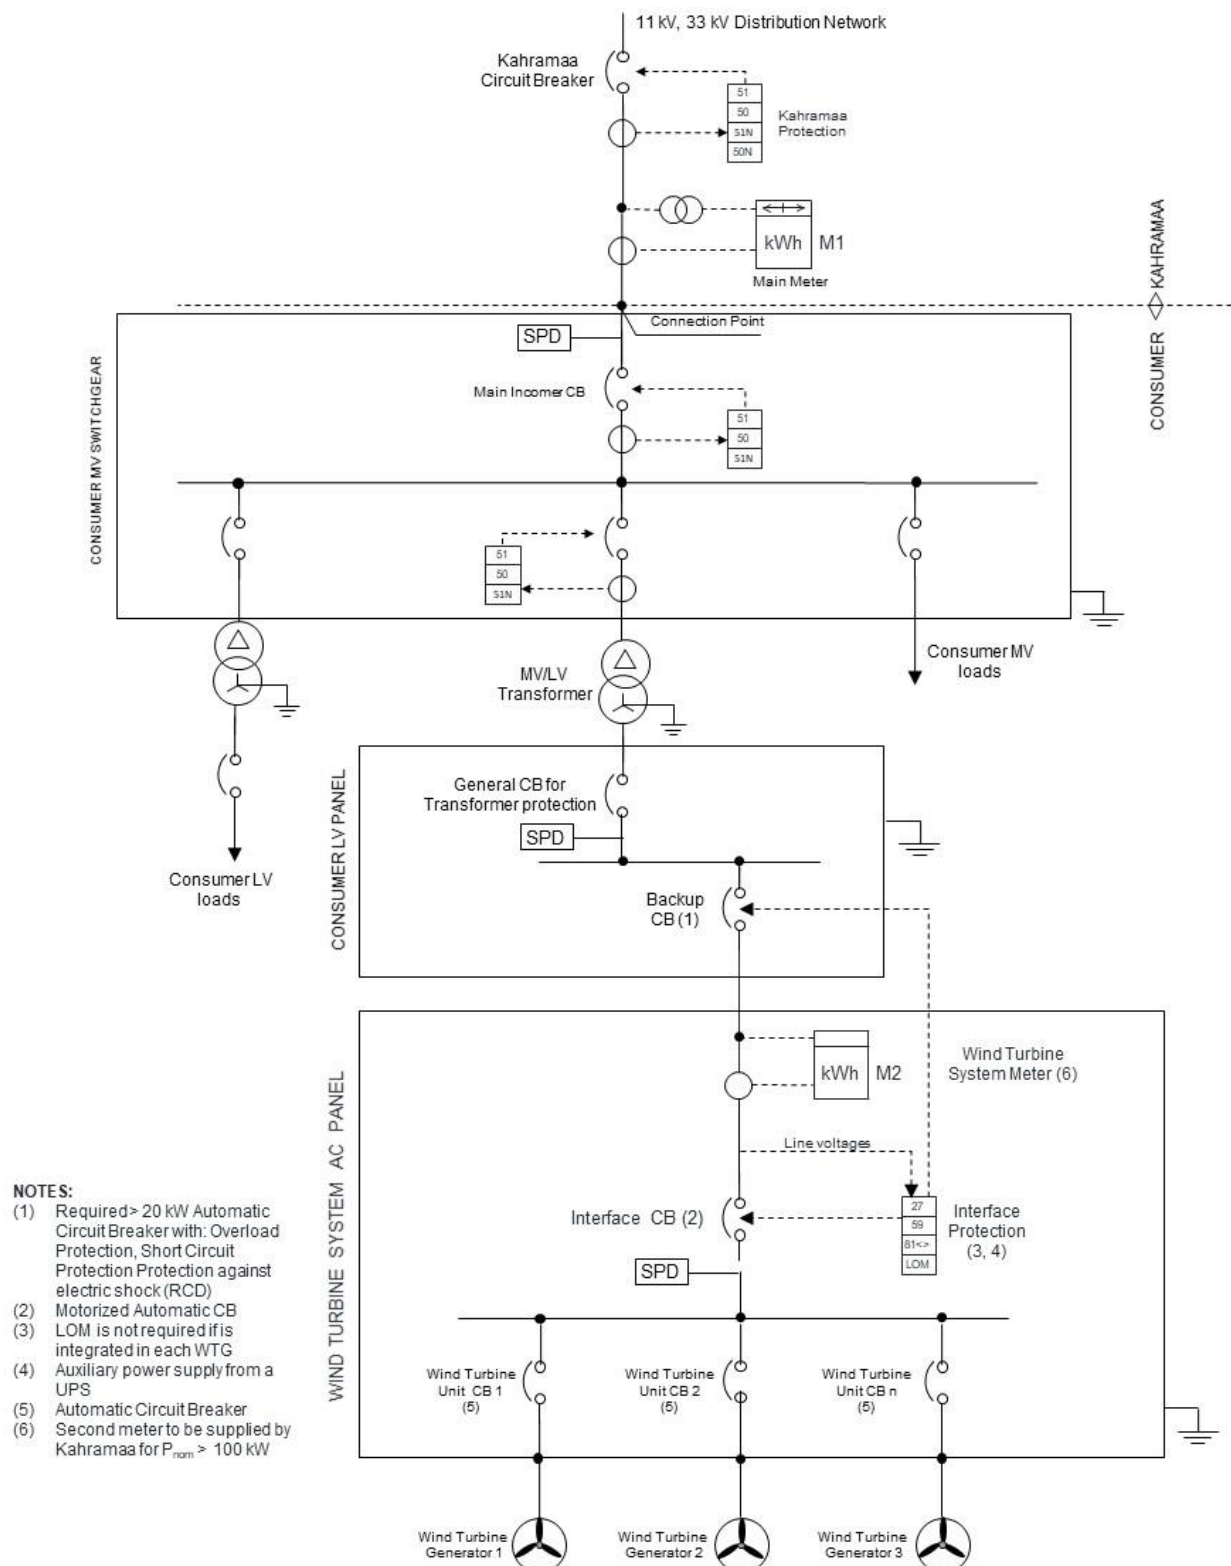 11 kV, 33 kV Distribution Network
Kahramaa
Circuit Breaker
51
50
51N
50N
Kahramaa
Protection
kWh
M1
Main Meter
KAHRAMAA
CONSUMER
Connection Point
SPD
CONSUMER MV SWITCHGEAR
Main Incomer CB
51
50
51N
51
50
51N
MV/LV
Transformer
Consumer MV
loads
CONSUMER LV PANEL
General CB for
Transformer protection
SPD
Consumer LV
loads
Backup
CB (1)
WIND TURBINE SYSTEM AC PANEL
kWh
M2
Wind Turbine
System Meter (6)
Line voltages
Interface CB (2)
27
59
81<>
LOM
Interface
Protection
(3, 4)
SPD
Wind Turbine
Unit CB 1
(5)
Wind Turbine
Unit CB 2
(5)
Wind Turbine
Unit CB n
(5)
Wind Turbine
Generator 1
Wind Turbine
Generator 2
Wind Turbine
Generator 3
NOTES:
(1) Required > 20 kW Automatic
Circuit Breaker with: Overload
Protection, Short Circuit
Protection Protection against
electric shock (RCD)
(2) Motorized Automatic CB
(3) LOM is not required if is
integrated in each WTG
(4) Auxiliary power supply from a
UPS
(5) Automatic Circuit Breaker
(6) Second meter to be supplied by
Kahramaa for Pnom > 100 kW